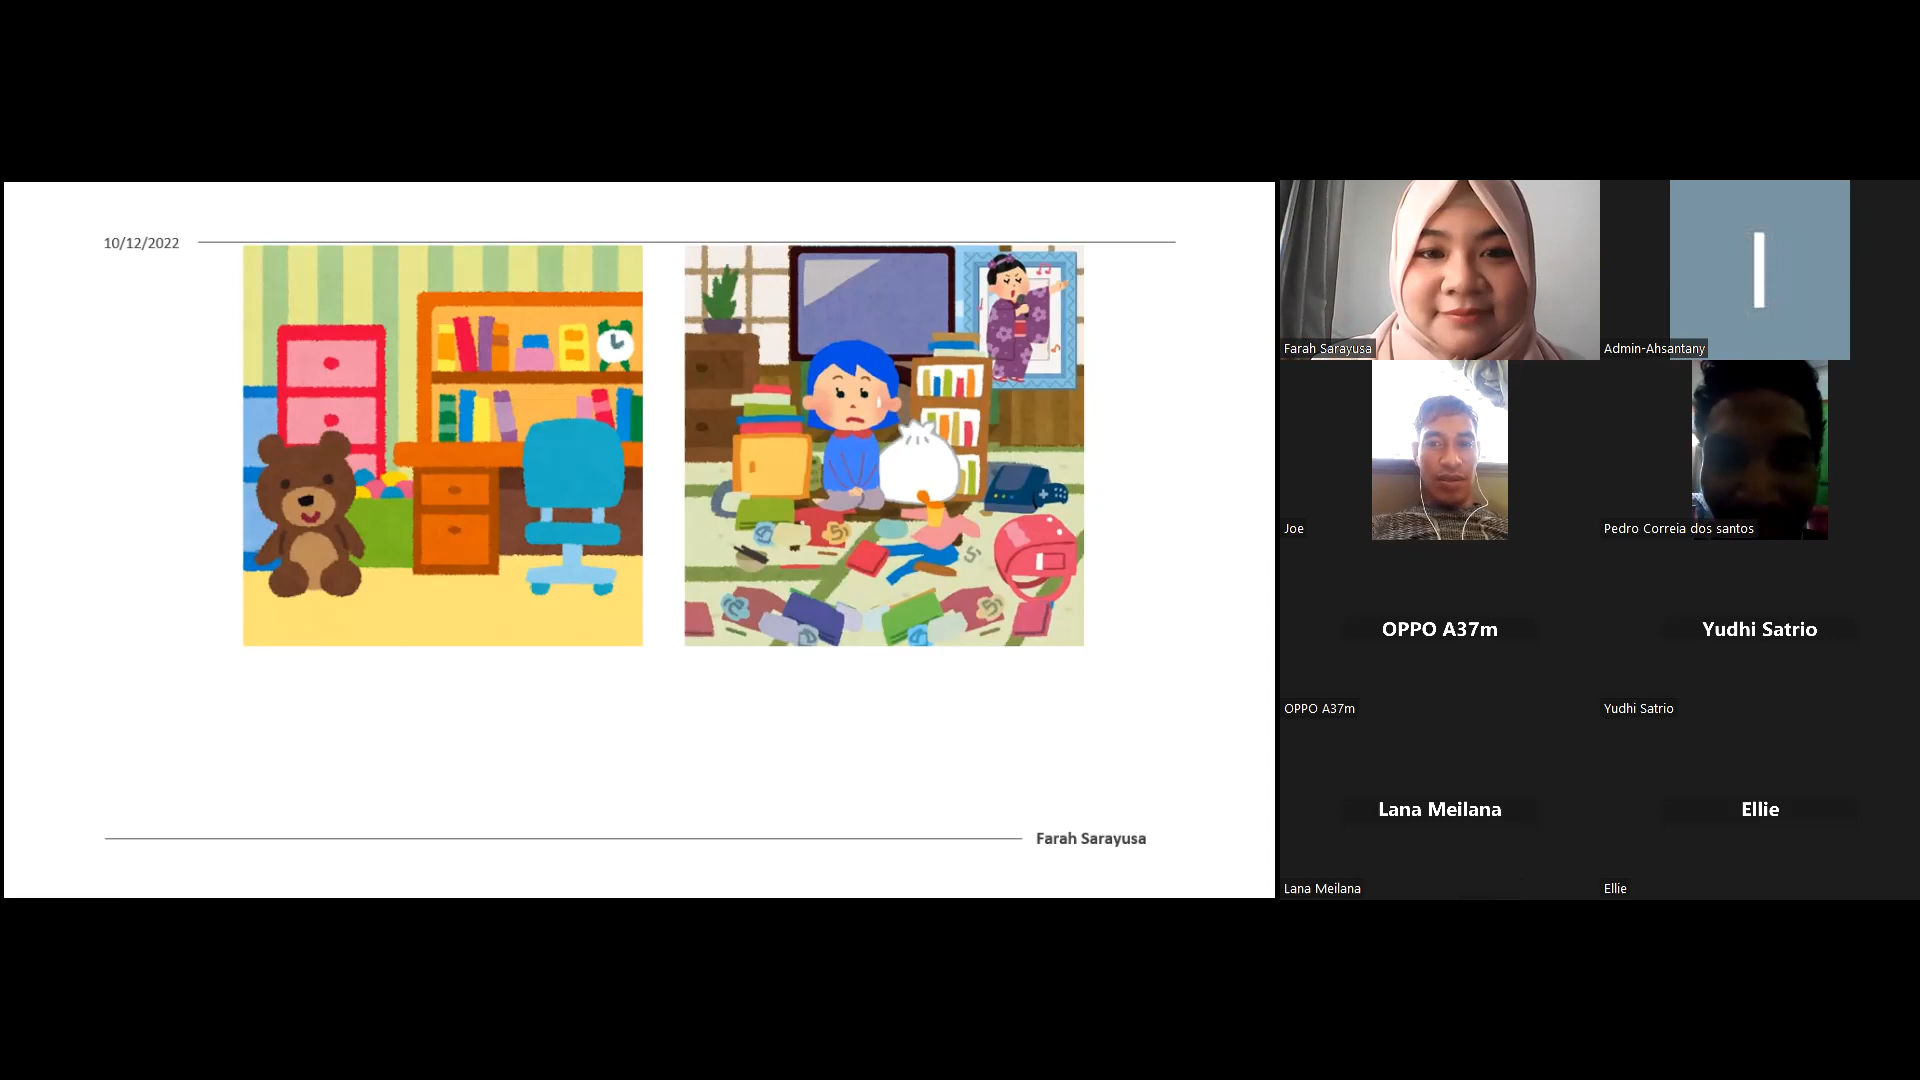 10/12/2022
Farah Sarayusa
Farah Sarayusa
Admin-Ahsantany
Joe
Pedro Correia dos santos
OPPO A37m
Yudhi Satrio
OPPO A37m
Yudhi Satrio
Lana Meilana
Ellie
Lana Meilana
Ellie